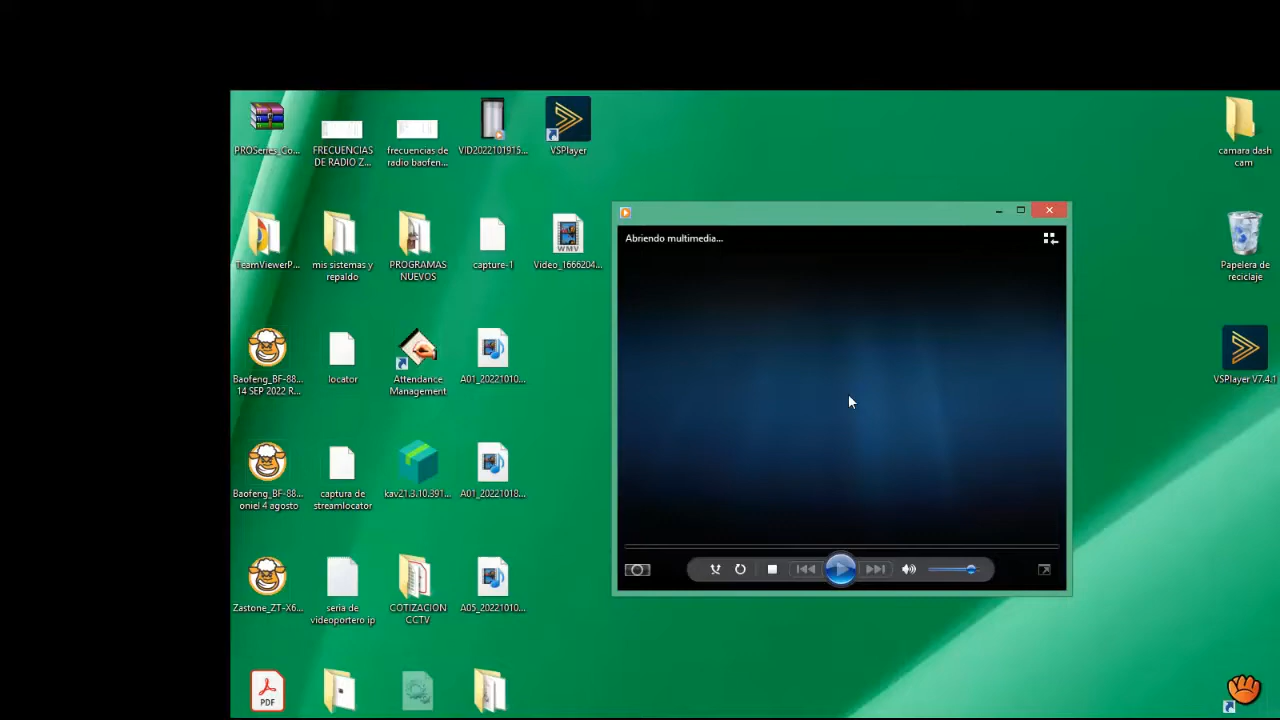 PROSeries_Co...
FRECUENCIAS
DE RADIO Z...
frecuencias de
radio baofen...
VID2022101915...
VSPlayer
camara dash
cam
Abriendo multimedia...
TeamViewerP...
mis sistemas y
repaldo
PROGRAMAS
NUEVOS
capture-1
WMV
Video_1666204...
Papelera de
reciclaje
Baofeng_BF-88...
14 SEP 2022 R...
locator
Attendance
Management
A01_20221010...
VSPlayer V7.4.1
Baofeng_BF-88...
oniel 4 agosto
captura de
streamlocator
kav21.3.10.391...
A01_20221018...
Zastone_ZT-X6...
seria de
videoportero ip
COTIZACION
CCTV
A05_20221010...
PDF